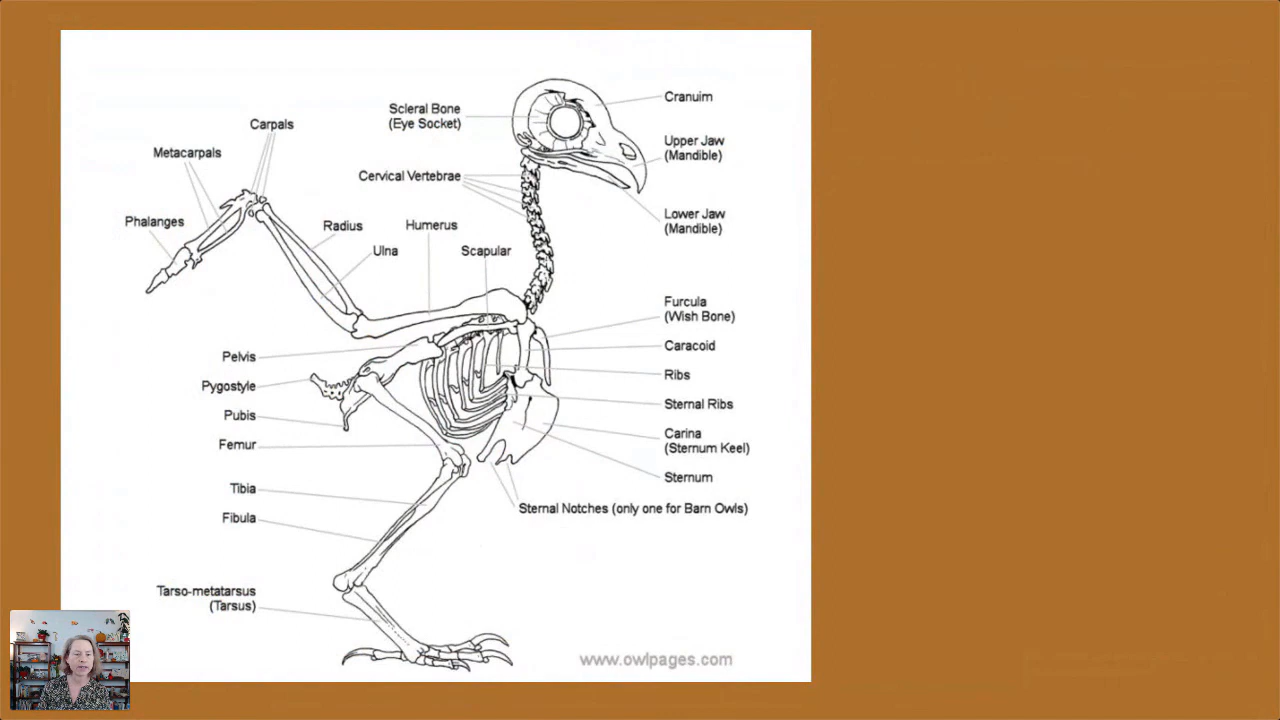 Cranuim
Scleral Bone
(Eye Socket)
Carpals
Upper Jaw
(Mandible)
Metacarpals
Cervical Vertebrae
Lower Jaw
(Mandible)
Phalanges
Radius
Humerus
Ulna
Scapular
Furcula
(Wish Bone)
Caracoid
Pelvis
Ribs
Pygostyle
Sternal Ribs
Pubis
Carina
(Sternum Keel)
Femur
Sternum
Tibia
Sternal Notches (only one for Barn Owls)
Fibula
Tarso-metatarsus
(Tarsus)
www.owlpages.com